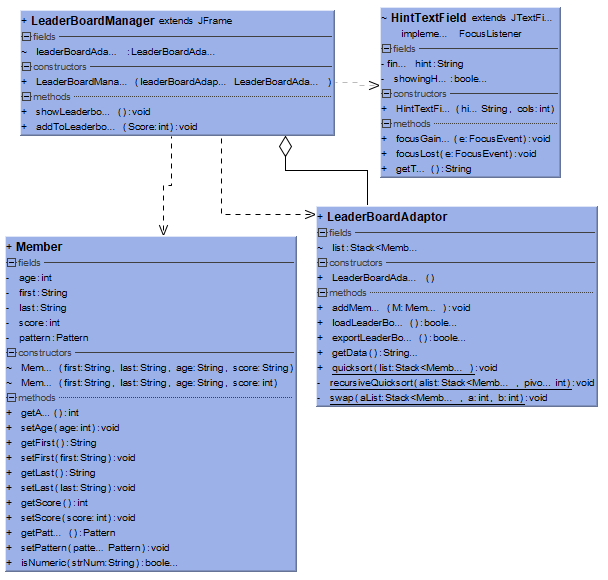 + LeaderBoardManager extends JFrame
fields
~ leaderBoardAda... : LeaderBoardAda...
constructors
+ LeaderBoardMana... (leaderBoardAdap... LeaderBoardAda... )
methods
+ showLeaderbo... (): void
+ addToLeaderbo... (Score: int): void
~ HintTextField extends JTextFi...
impleme... FocusListener
fields
- fin... hint: String
- showingH... : boole...
constructors
+ HintTextFi... (hi... String, cols: int)
methods
+ focusGain... (e: FocusEvent): void
+ focusLost(e: FocusEvent): void
+ getT... (): String
+ LeaderBoardAdaptor
fields
~ list: Stack<Memb...
constructors
+ LeaderBoardAda... ()
methods
+ addMem... (M: Mem... ): void
+ loadLeaderBo... (): boole...
+ exportLeaderBo... (): boole...
+ getData (): String...
+ quicksort(list: Stack<Memb... ): void
- recursiveQuicksort(alist: Stack<Memb... , pivo... int): void
- swap(aList: Stack<Memb... , a: int, b: int): void
+ Member
fields
- age: int
- first: String
- last: String
- score: int
- pattern: Pattern
constructors
~ Mem... (first: String, last: String, age: String, score: String)
~ Mem... (first: String, last: String, age: String, score: int)
methods
+ getA... (): int
+ setAge(age: int): void
+ getFirst(): String
+ setFirst(first: String): void
+ getLast(): String
+ setLast(last: String): void
+ getScore(): int
+ setScore(score: int): void
+ getPatt... (): Pattern
+ setPattern(patte... Pattern): void
+ isNumeric(strNum: String): boole...